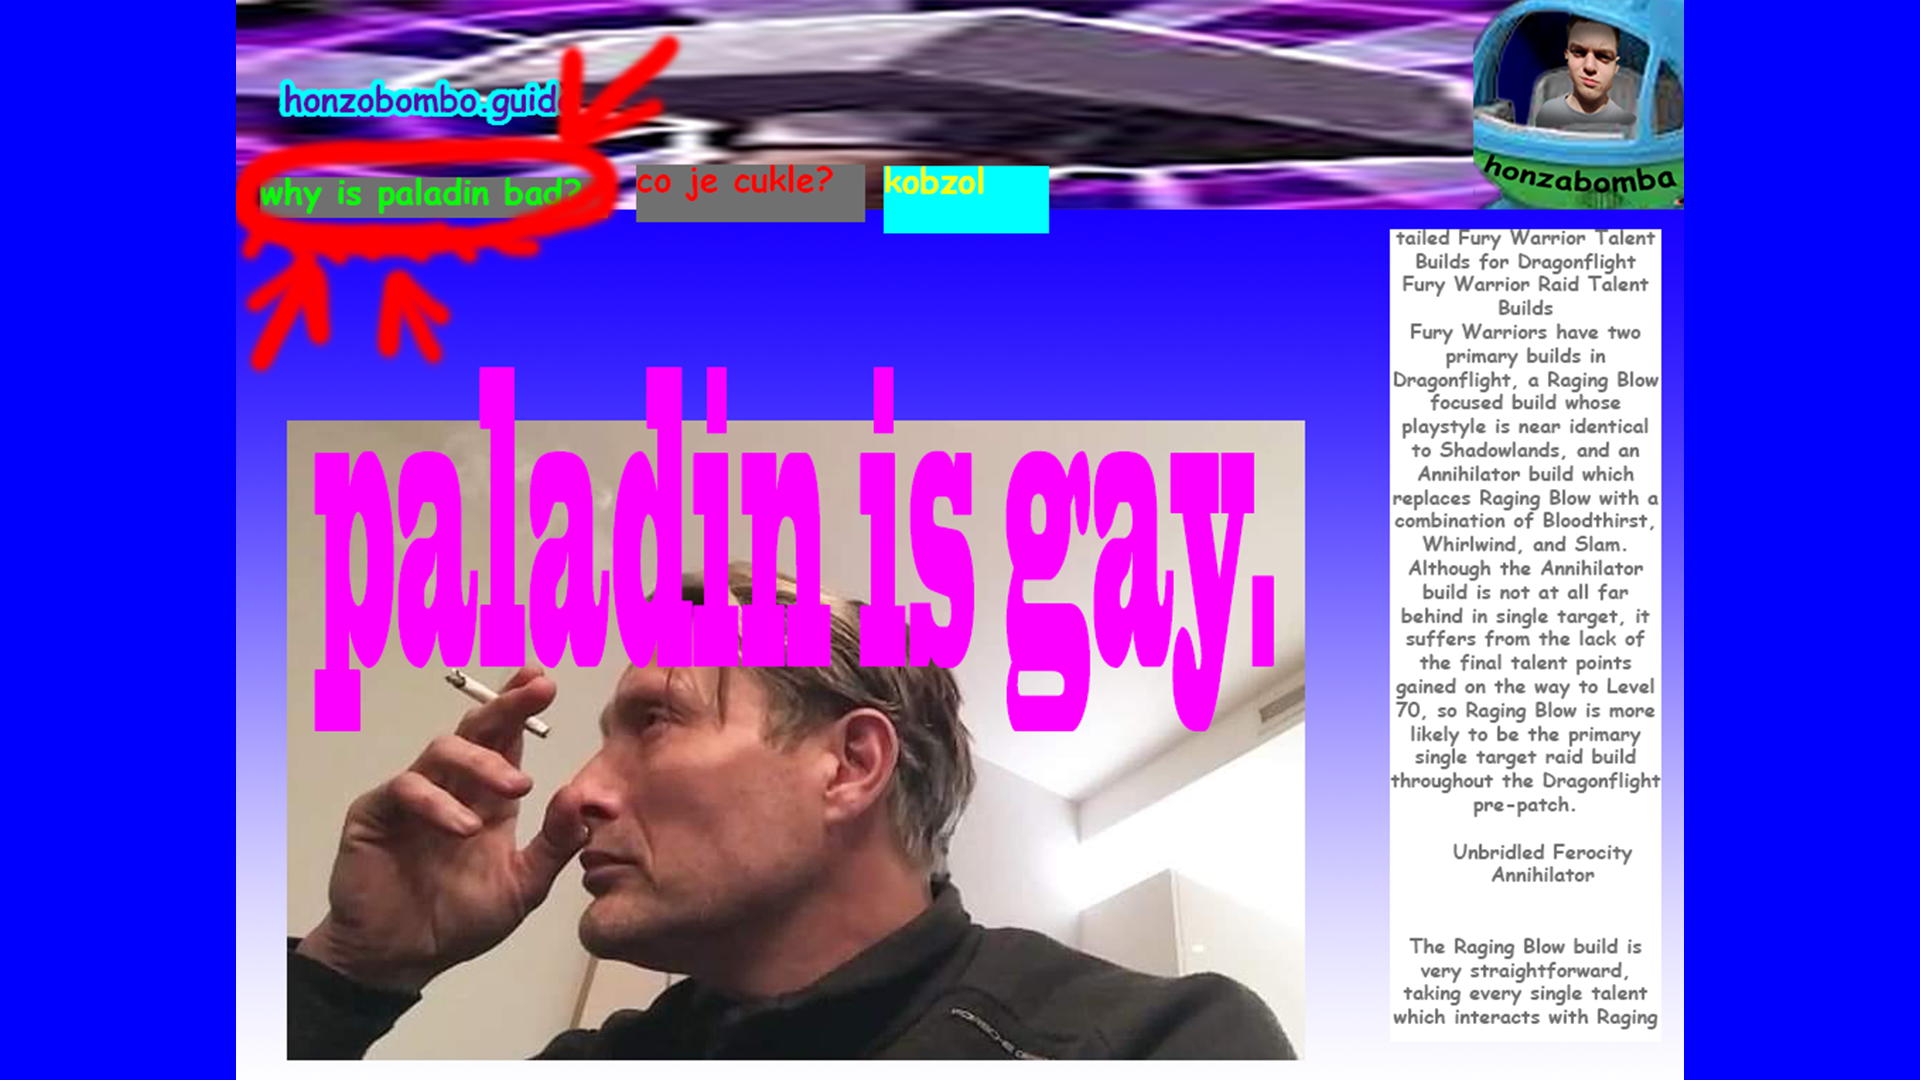 honzobombo.guide
why is paladin bad?
co je cukle?
kobzol
honzabomba
paladin is gay.
tailed Fury Warrior Talent
Builds for Dragonflight
Fury Warrior Raid Talent
Builds
Fury Warriors have two
primary builds in
Dragonflight, a Raging Blow
focused build whose
playstyle is near identical
to Shadowlands, and an
Annihilator build which
replaces Raging Blow with a
combination of Bloodthirst,
Whirlwind, and Slam.
Although the Annihilator
build is not at all far
behind in single target, it
suffers from the lack of
the final talent points
gained on the way to Level
70, so Raging Blow is more
likely to be the primary
single target raid build
throughout the Dragonflight
pre-patch.
Unbridled Ferocity
Annihilator
The Raging Blow build is
very straightforward,
taking every single talent
which interacts with Raging